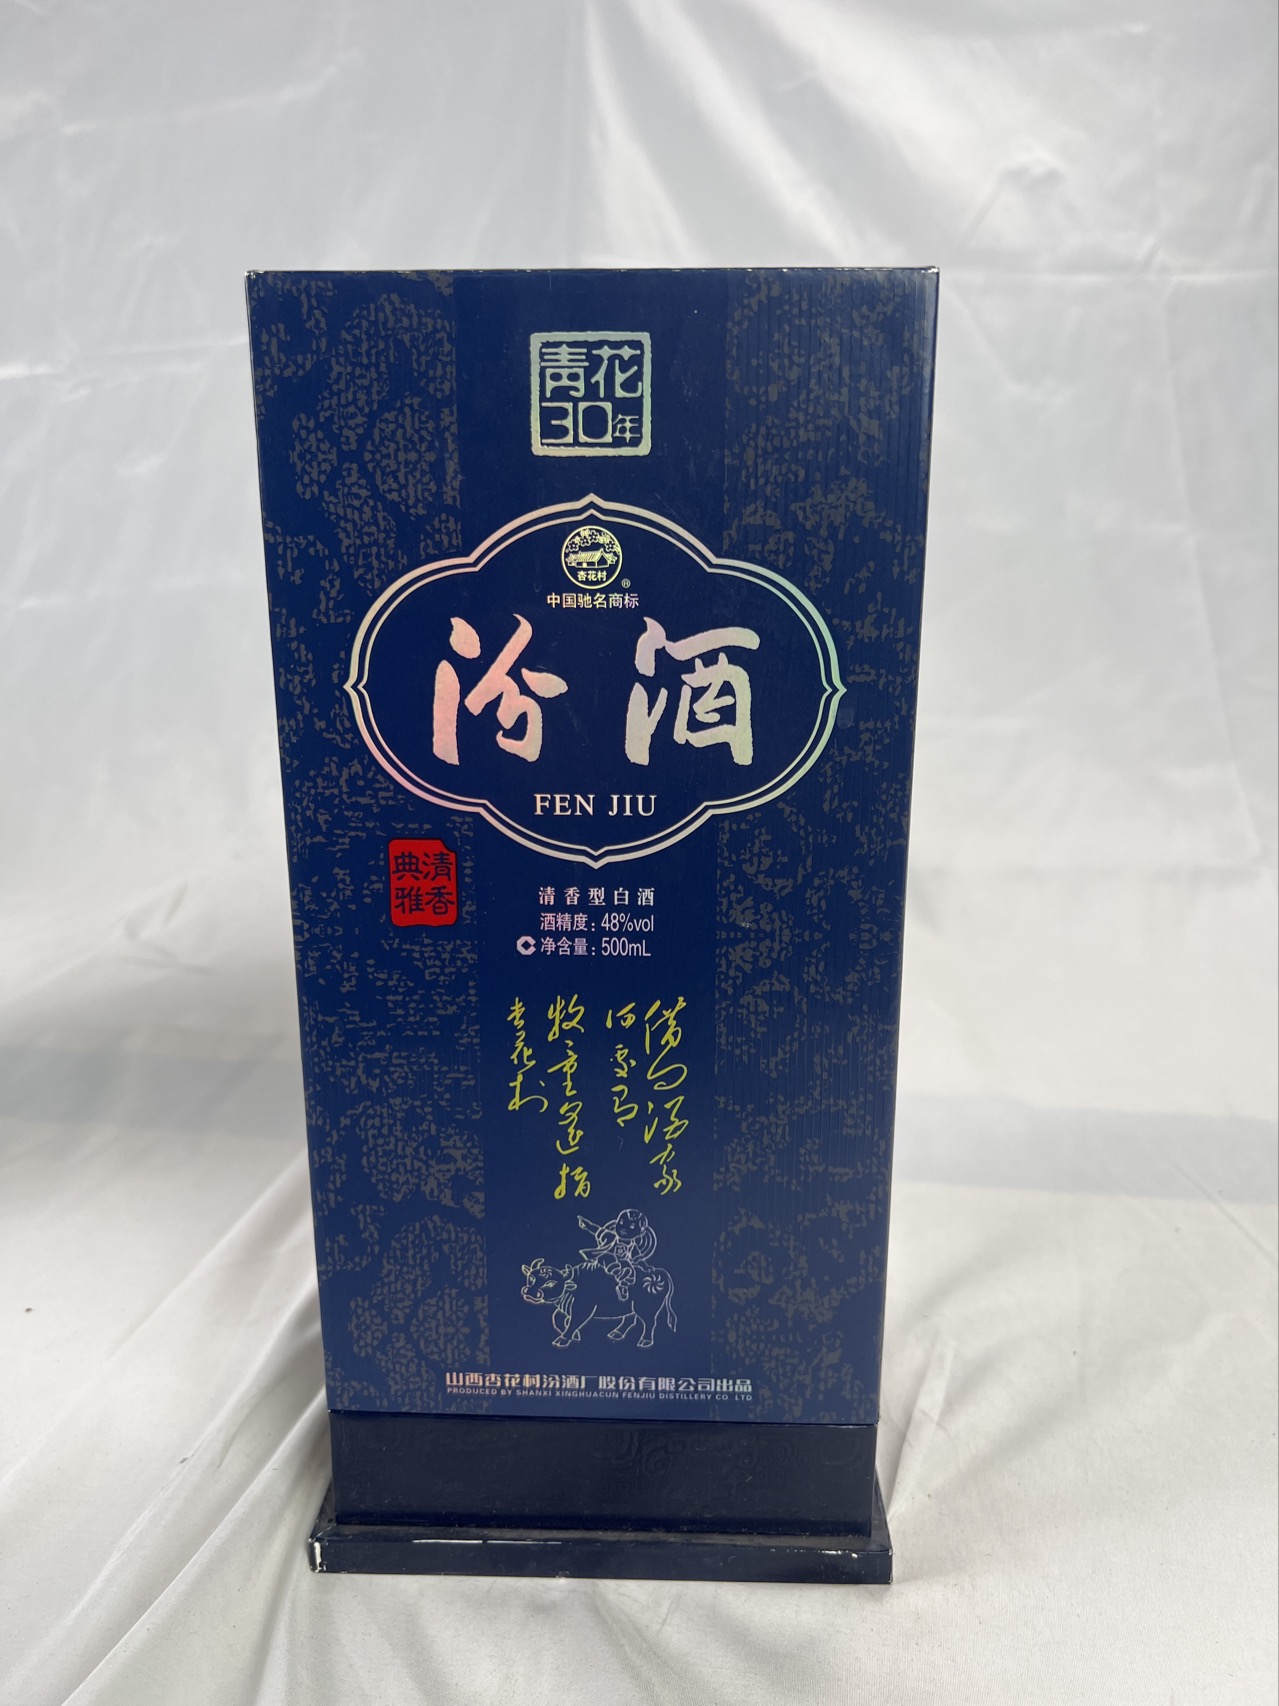 青花
30年
杏花村
®
中国驰名商标
汾酒
FEN JIU
清香
典雅
清香型白酒
酒精度：48%vol
净含量：500mL
借问酒家
何处有
牧童遥指
杏花村
山西杏花村汾酒厂股份有限公司出品
PRODUCED BY SHANXI XINGHUACUN FENJIU DISTILLERY CO LTD